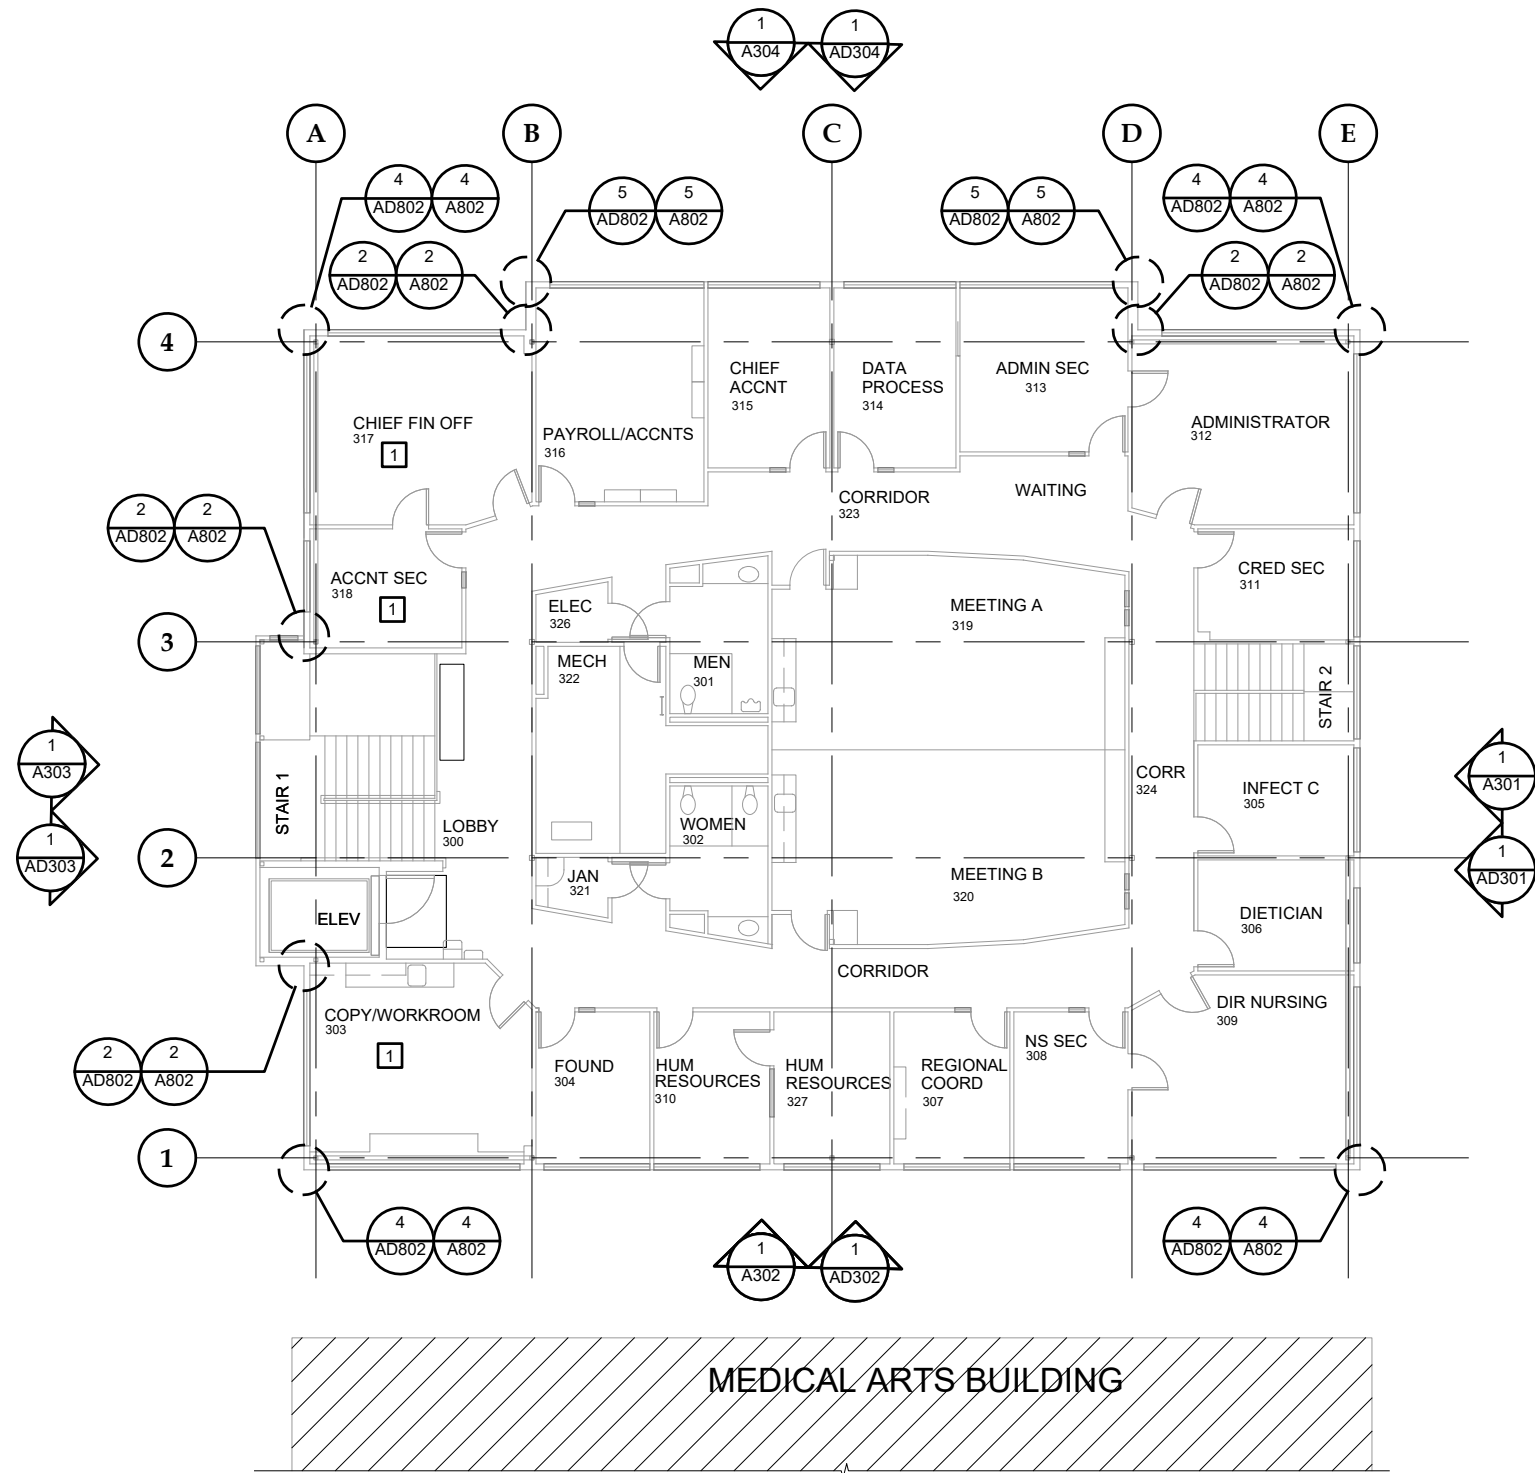 1
A304
1
AD304
A
B
C
D
E
4
AD802
4
A802
5
AD802
5
A802
5
AD802
5
A802
4
AD802
4
A802
2
AD802
2
A802
2
AD802
2
A802
4
CHIEF
ACCNT
315
DATA
PROCESS
314
ADMIN SEC
313
CHIEF FIN OFF
317
1
PAYROLL/ACCNTS
316
ADMINISTRATOR
312
CORRIDOR
323
WAITING
2
AD802
2
A802
ACCNT SEC
318
1
CRED SEC
311
ELEC
326
MEETING A
319
3
MECH
322
MEN
301
STAIR 2
1
A303
1
AD303
STAIR 1
LOBBY
300
WOMEN
302
CORR
324
INFECT C
305
1
A301
1
AD301
2
JAN
321
MEETING B
320
ELEV
DIETICIAN
306
CORRIDOR
COPY/WORKROOM
303
1
DIR NURSING
309
2
AD802
2
A802
FOUND
304
HUM
RESOURCES
310
HUM
RESOURCES
327
REGIONAL
COORD
307
NS SEC
308
1
4
AD802
4
A802
1
A302
1
AD302
4
AD802
4
A802
MEDICAL ARTS BUILDING